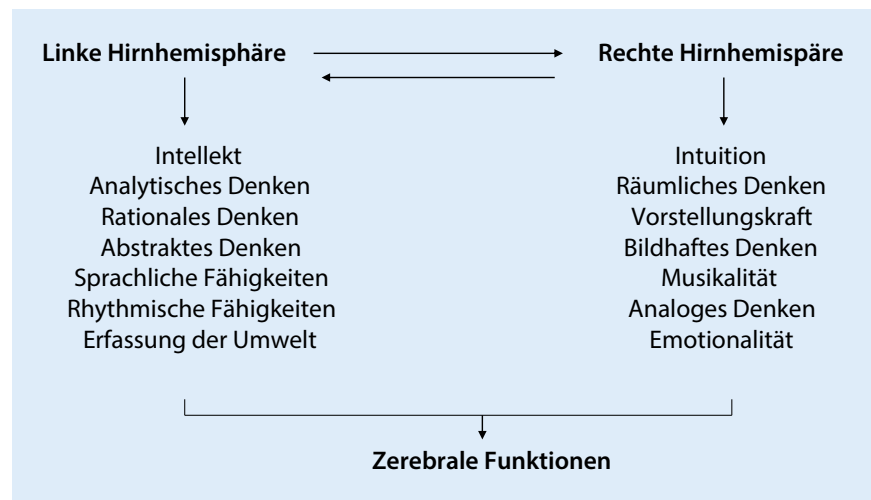 Linke Hirnhemisphäre
Rechte Hirnhemispäre
Intellekt
Analytisches Denken
Rationales Denken
Abstraktes Denken
Sprachliche Fähigkeiten
Rhythmische Fähigkeiten
Erfassung der Umwelt
Intuition
Räumliches Denken
Vorstellungskraft
Bildhaftes Denken
Musikalität
Analoges Denken
Emotionalität
Zerebrale Funktionen